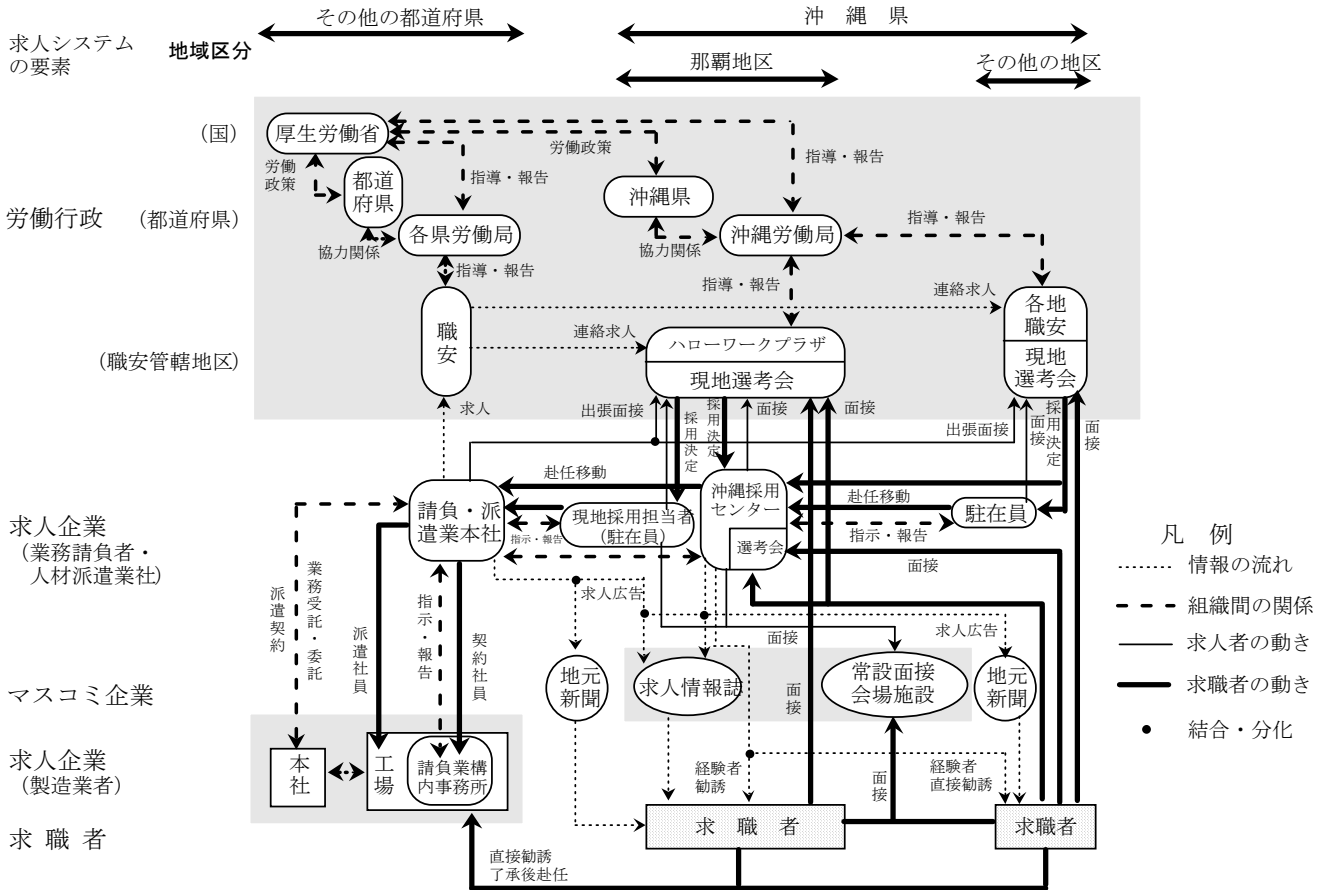 その他の都道府県
沖 縄 県
求人システム
の要素
地域区分
那覇地区
その他の地区
(国)
厚生労働省
労働政策
指導・報告
労働
政策
都道
府県
指導・報告
沖縄県
労働行政
(都道府県)
各県労働局
沖縄労働局
指導・報告
協力関係
協力関係
指導・報告
指導・報告
連絡求人
職安
各地
職安
連絡求人
ハローワークプラザ
(職安管轄地区)
現地選考会
現地
選考会
求人
出張面接
採用決定
採用決定
面接
面接
出張面接
面接
採用決定
面接
赴任移動
請負・派
遣業本社
沖縄採用
センター
赴任移動
駐在員
現地採用担当者
(駐在員)
求人企業
(業務請負者・
人材派遣業社)
指示・報告
選考会
指示・報告
面接
凡 例
情報の流れ
組織間の関係
求人者の動き
求職者の動き
結合・分化
派遣契約
業務受託・委託
派遣社員
指示・報告
契約社員
求人広告
面接
求人広告
地元
新聞
求人情報誌
常設面接
会場施設
地元
新聞
マスコミ企業
面接
求人企業
(製造業者)
本社
工場
請負業構
内事務所
経験者
勧誘
面接
経験者
直接勧誘
求職者
求 職 者
求職者
直接勧誘
了承後赴任